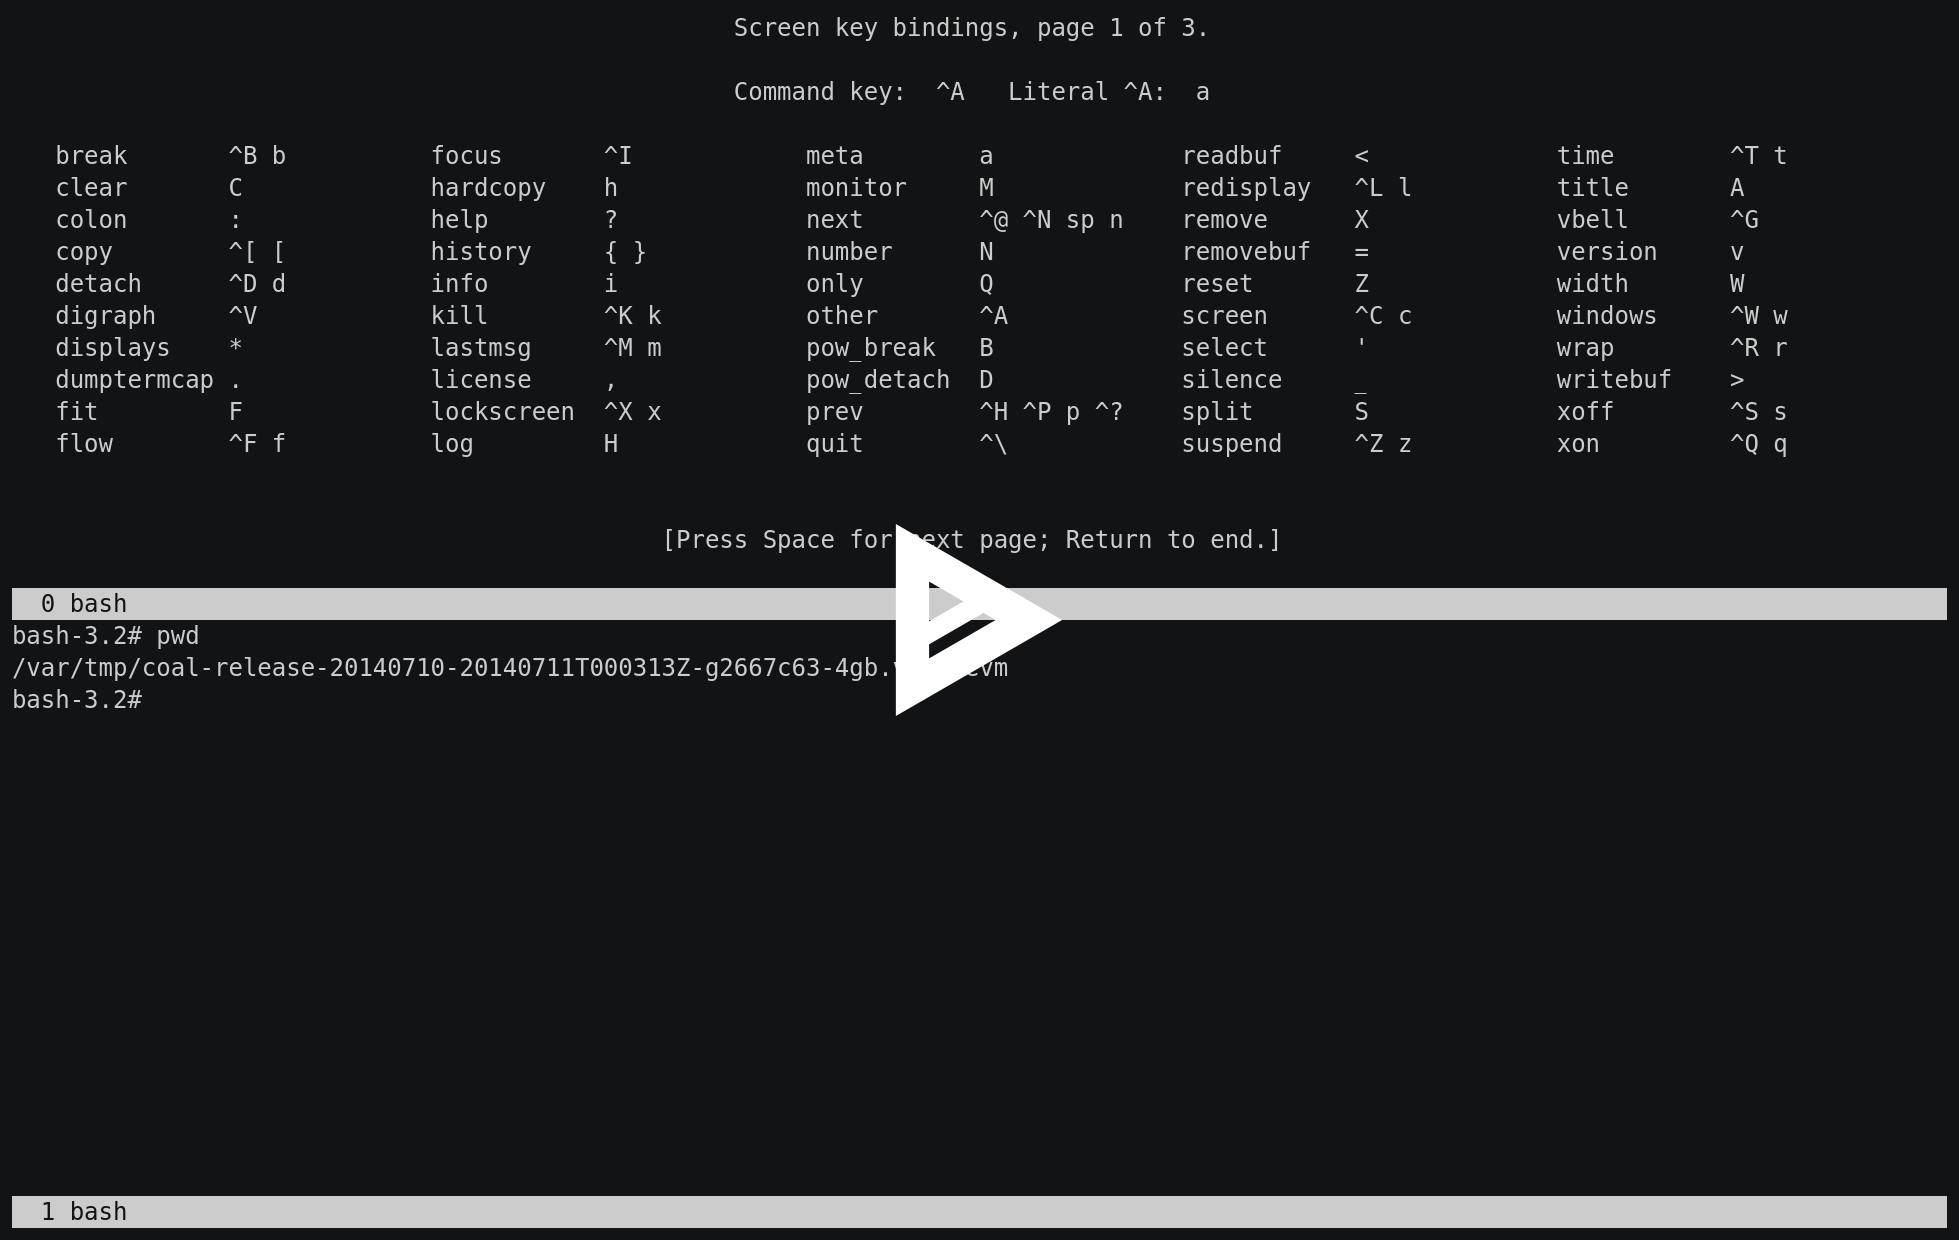 Screen key bindings, page 1 of 3.
Command key:  ^A   Literal ^A:  a
break       ^B b          focus       ^I            meta        a             readbuf     <             time        ^T t
clear       C             hardcopy    h             monitor     M             redisplay   ^L l          title       A
colon       :             help        ?             next        ^@ ^N sp n    remove      X             vbell       ^G
copy        ^[ [          history     { }           number      N             removebuf   =             version     v
detach      ^D d          info        i             only        Q             reset       Z             width       W
digraph     ^V            kill        ^K k          other       ^A            screen      ^C c          windows     ^W w
displays    *             lastmsg     ^M m          pow_break   B             select      '             wrap        ^R r
dumptermcap .             license     ,             pow_detach  D             silence     _             writebuf    >
fit         F             lockscreen  ^X x          prev        ^H ^P p ^?    split       S             xoff        ^S s
flow        ^F f          log         H             quit        ^\            suspend     ^Z z          xon         ^Q q
[Press Space for next page; Return to end.]
0 bash
bash-3.2# pwd
/var/tmp/coal-release-20140710-20140711T000313Z-g2667c63-4gb.
bash-3.2#
1 bash